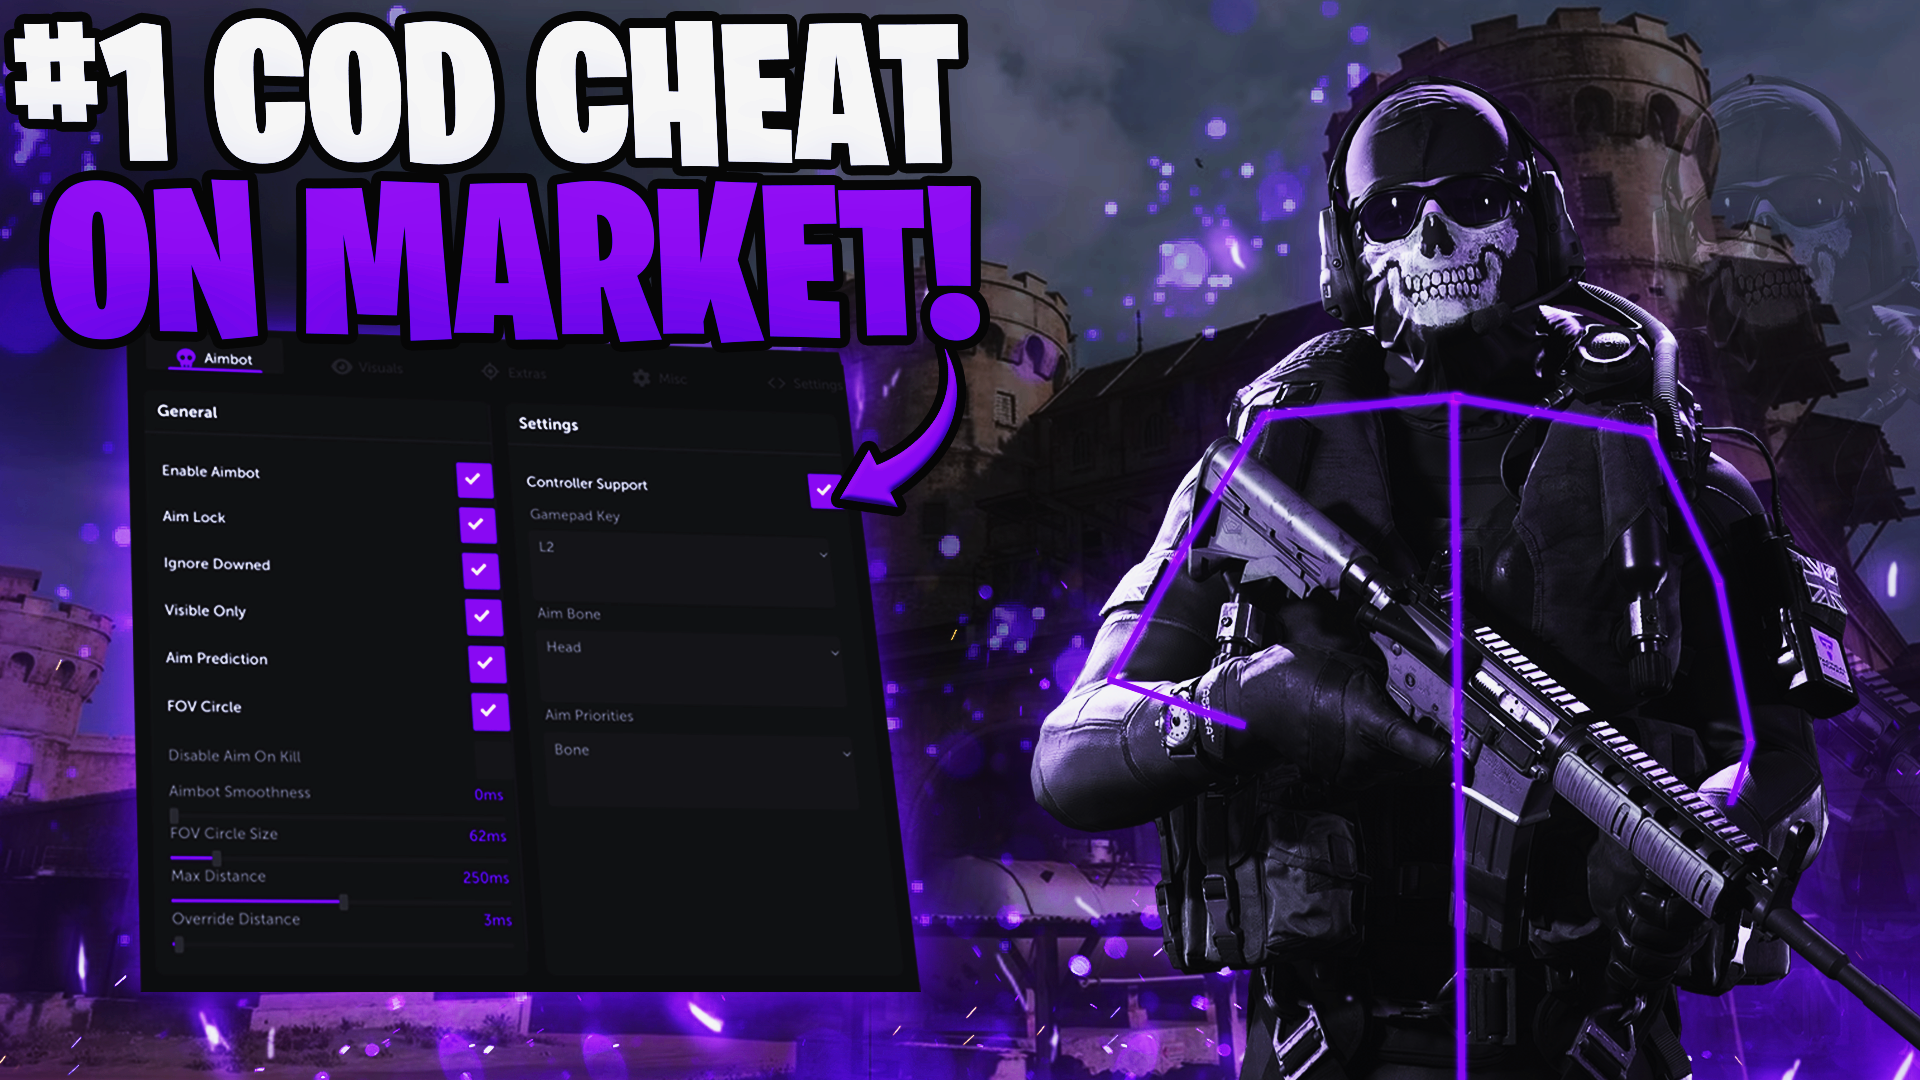 #1 COD CHEAT
ON MARKET!
Aimbot
Visuals
Extras
Misc
Settings
General
Enable Aimbot
Aim Lock
Ignore Downed
Visible Only
Aim Prediction
FOV Circle
Disable Aim On Kill
Aimbot Smoothness 0ms
FOV Circle Size 62ms
Max Distance 250ms
Override Distance 3ms
Settings
Controller Support
Gamepad Key
L2
Aim Bone
Head
Aim Priorities
Bone